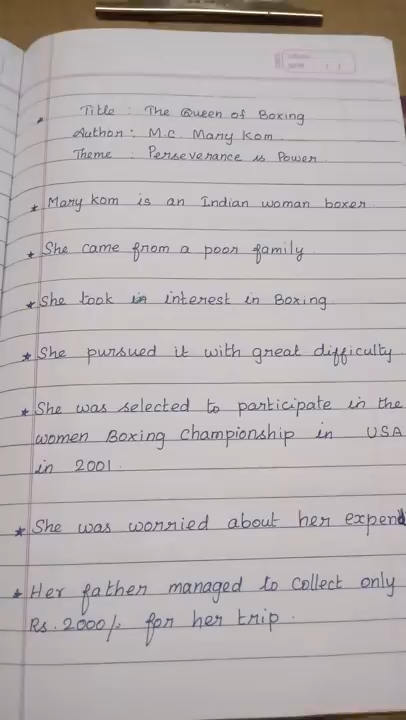 Title : The Queen of Boxing
Author : M.C. Mary Kom
Theme : Perseverance is Power
* Mary kom is an Indian woman boxer
* She came from a poor family
* She took in interest in Boxing
* She pursued it with great difficulty
* She was selected to participate in the
women Boxing championship in USA
in 2001.
* She was worried about her expend
* Her father managed to collect only
Rs. 2000/- for her trip.